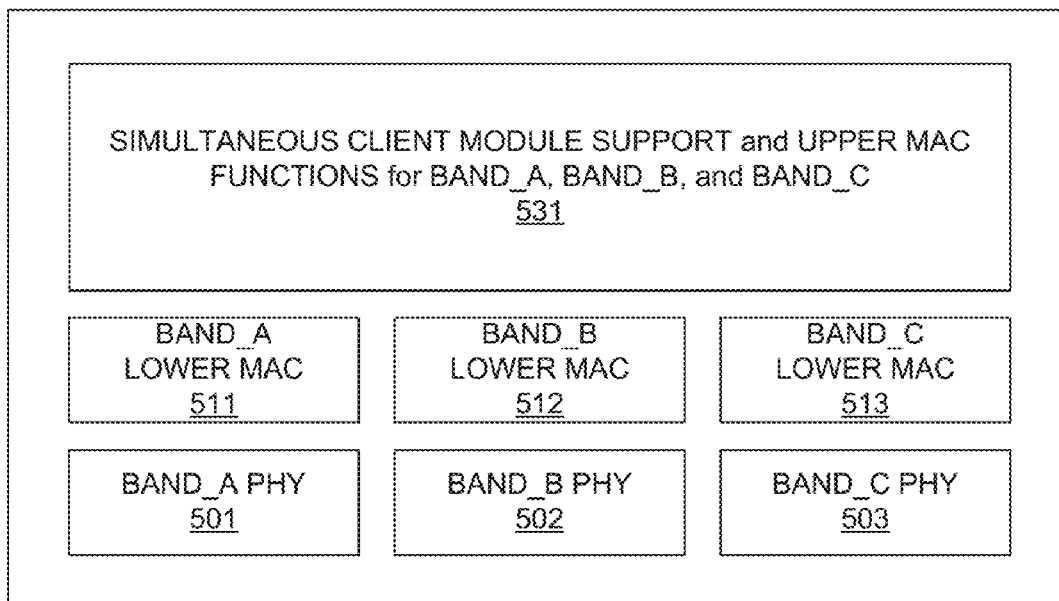 SIMULTANEOUS CLIENT MODULE SUPPORT and UPPER MAC
FUNCTIONS for BAND_A, BAND_B, and BAND_C
531
BAND_A
LOWER MAC
511
BAND_B
LOWER MAC
512
BAND_C
LOWER MAC
513
BAND_A PHY
501
BAND_B PHY
502
BAND_C PHY
503